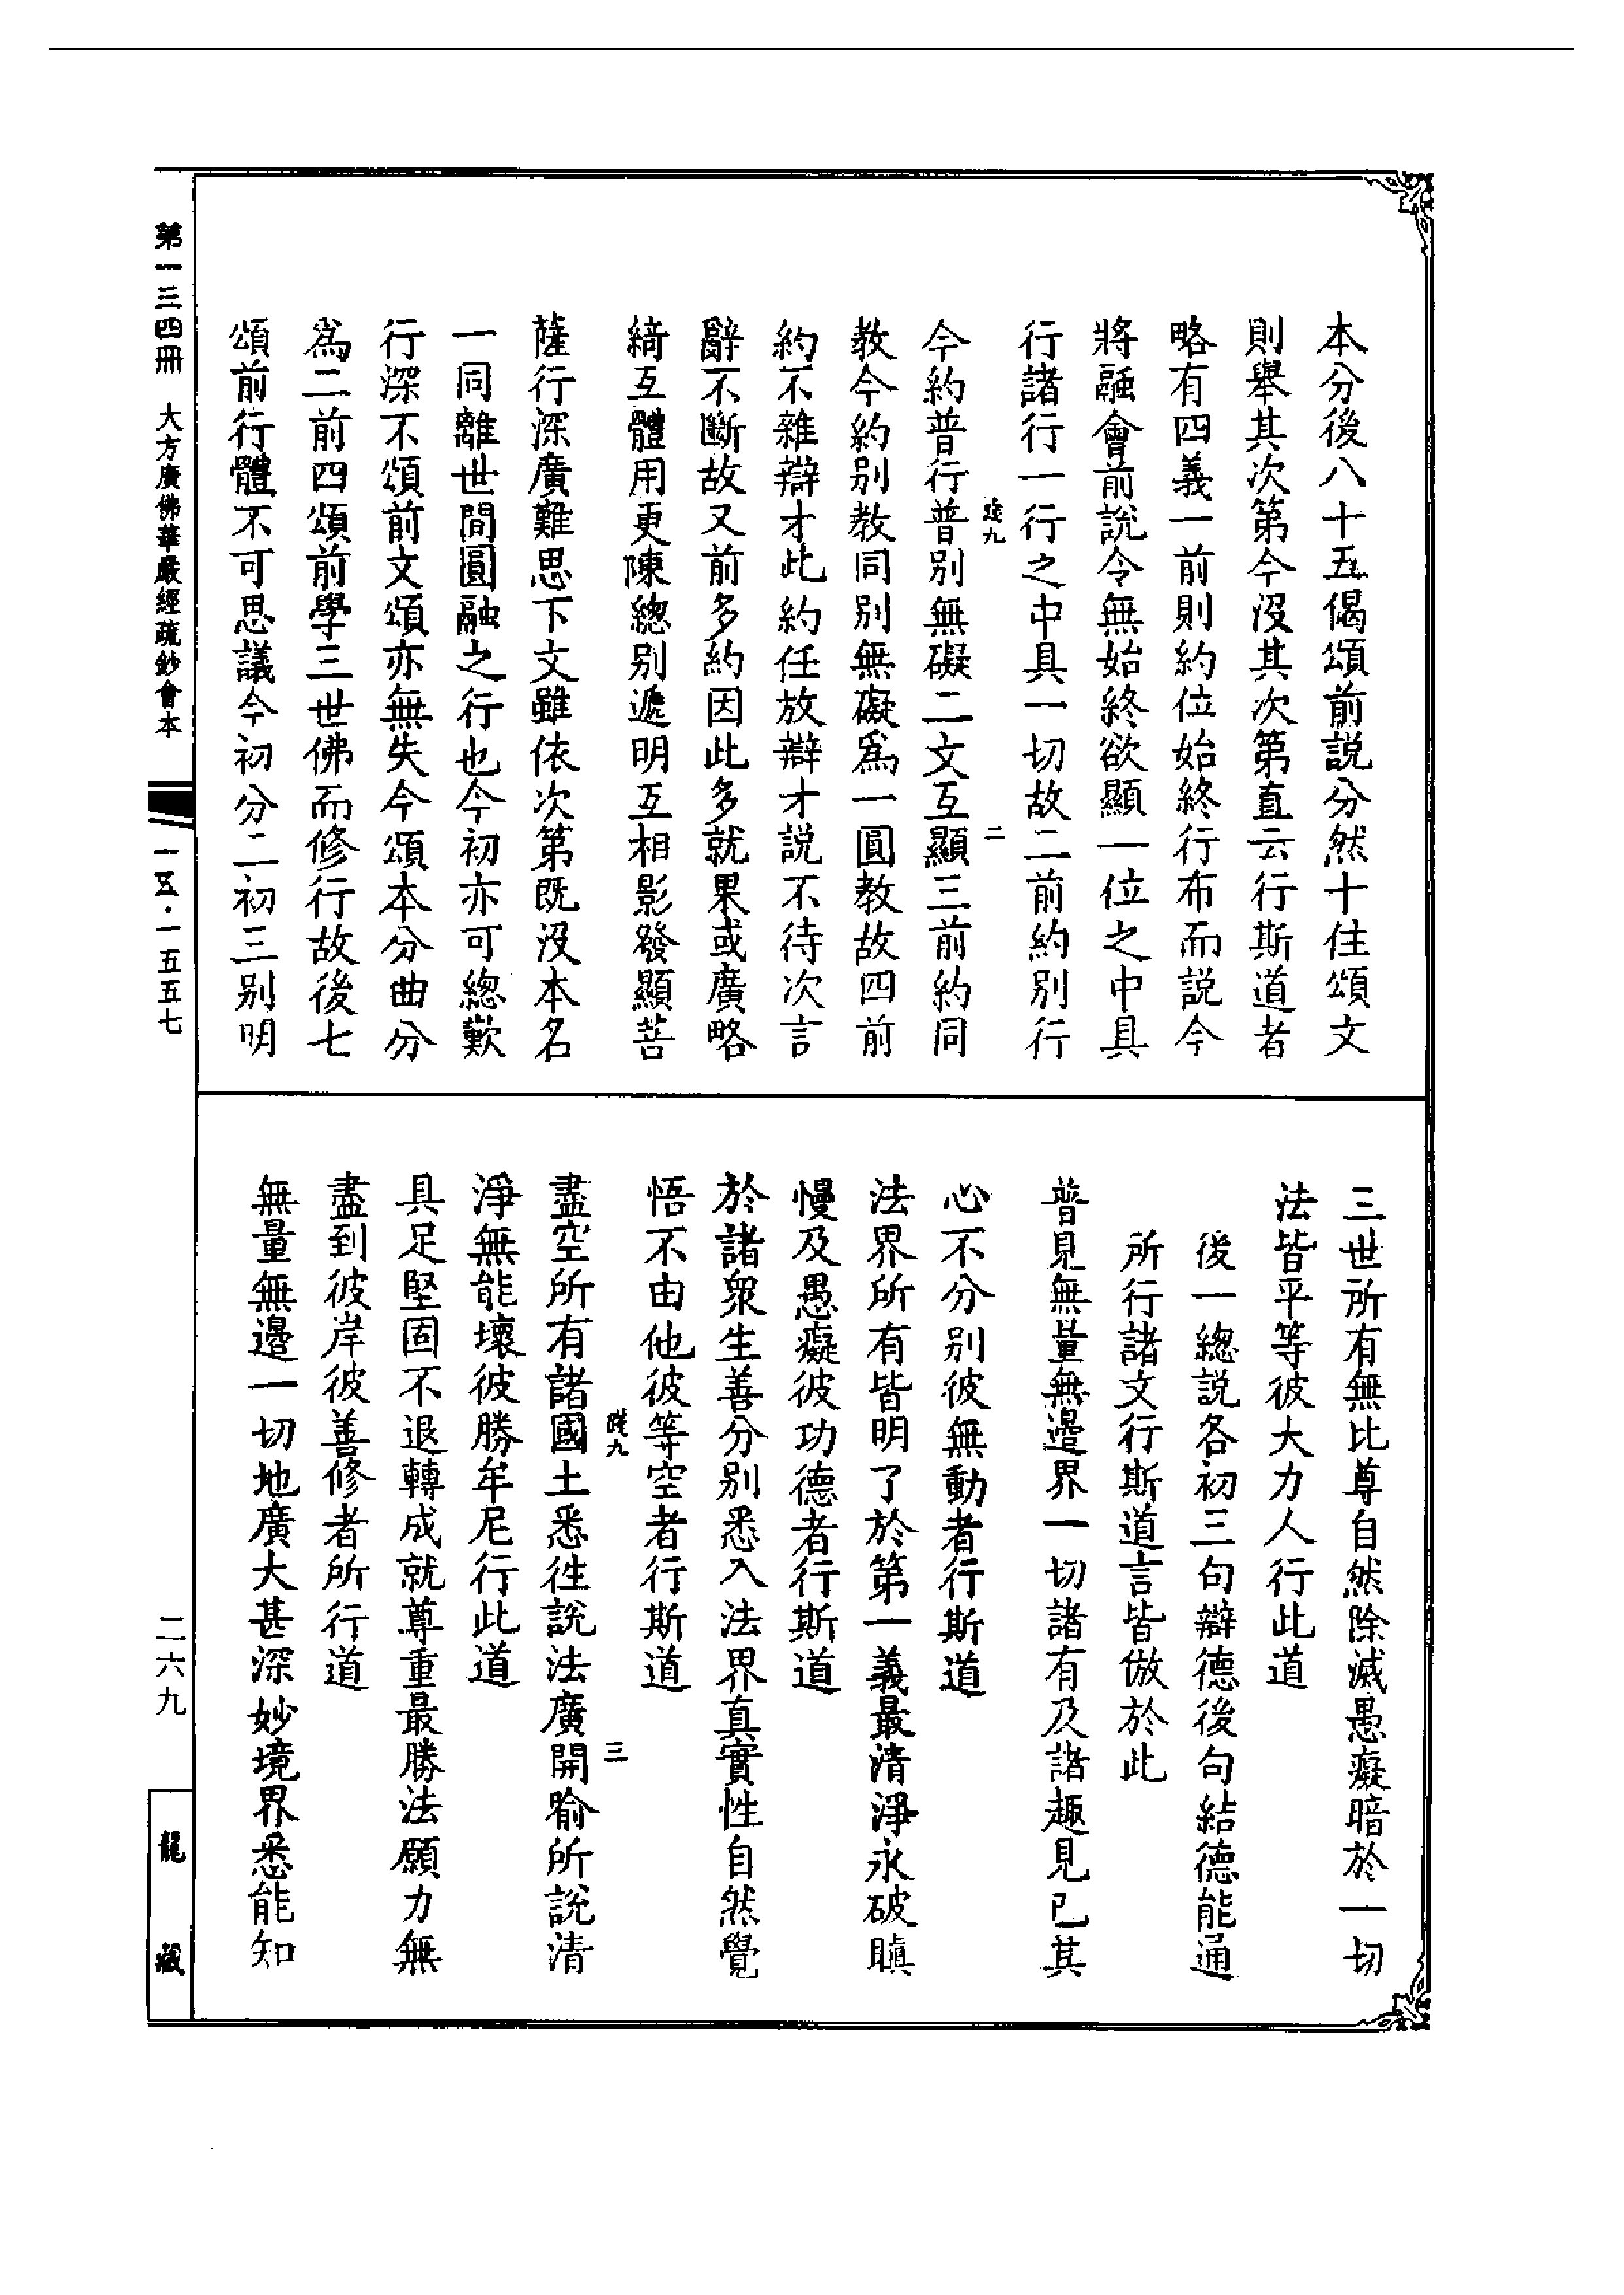 本分後八十五偈頌前説分然十住頌文
則舉其次第今沒其次第直云行斯道者
略有四義一前則約位始終行布而説今
將融會前説令無始終欲顯一位之中具
行諸行一行之中具一切故二前約別行
今約普行普別無礙二文互顯三前約同
教今約别教同别無礙為一圓教故四前
約不雜辯才此約任放辯才説不待次言
辭不斷故又前多約因此多就果或廣略
綺互體用更陳總別遞明互相影發顯菩
薩行深廣難思下文雖依次第既沒本名
一同離世間圓融之行也今初亦可總歎
行深不頌前文頌亦無失今頌本分曲分
為二前四頌前學三世佛而修行故後七
頌前行體不可思議今初分二初三別明
二
三世所有無比尊自然除滅愚癡暗於一切
法皆平等彼大力人行此道
後一總説各初三句辯德後句結德能通
所行諸文行斯道言皆倣於此
普見無量無邊界一切諸有及諸趣見已其
心不分別彼無動者行斯道
法界所有皆明了於第一義最清淨永破瞋
慢及愚癡彼功德者行斯道
於諸衆生善分別悉入法界真實性自然覺
悟不由他彼等空者行斯道
盡空所有諸國土悉往說法廣開喻所說清
淨無能壞彼勝牟尼行此道
具足堅固不退轉成就尊重最勝法願力無
盡到彼岸彼善修者所行道
無量無邊一切地廣大甚深妙境界悉能知
三
第一三四冊 大方廣佛華嚴經疏鈔會本
一五·一五五七
二六九
龍藏